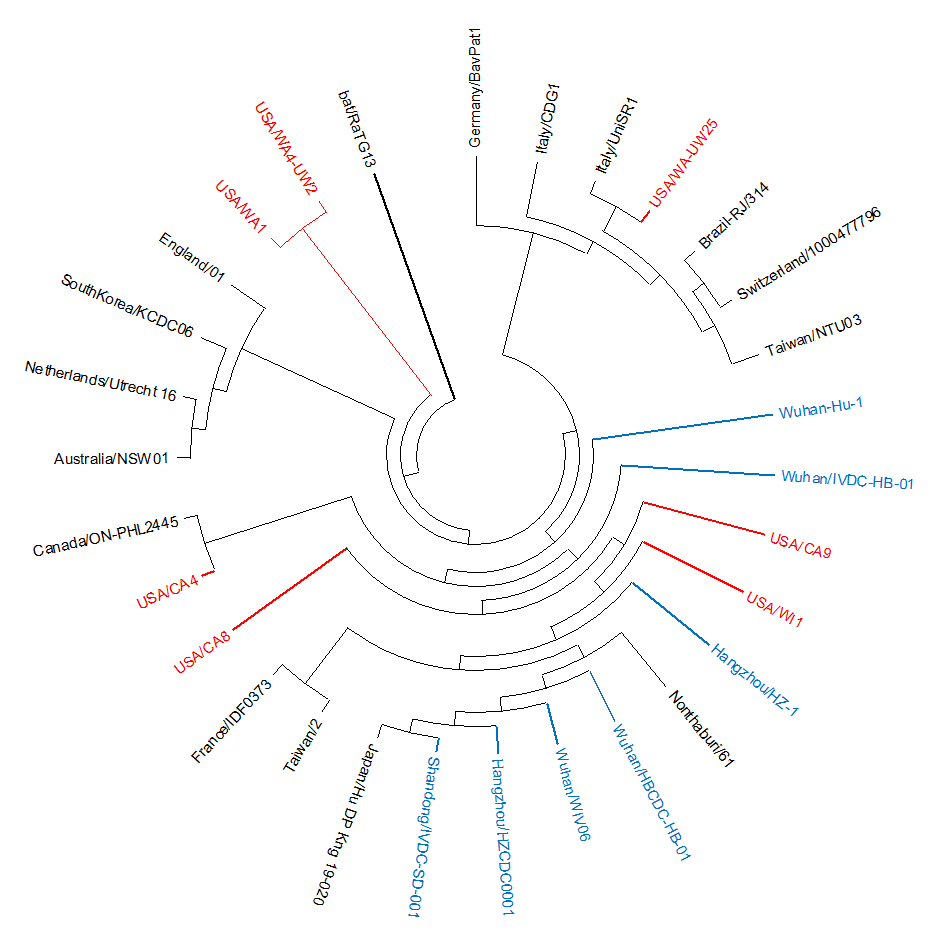 Germany/BavPat1
Italy/CDG1
Italy/UniSR1
USA/WA-UW25
Brazil-RJ/314
Switzerland/1000477796
Taiwan/NTU03
Wuhan-Hu-1
Wuhan/IVDC-HB-01
USA/CA9
USA/WI1
Hangzhou/HZ-1
Nonthaburi/61
Wuhan/HBCDC-HB-01
Wuhan/WIV06
Hangzhou/HZCDC0001
Shandong/IVDC-SD-001
Japan/Hu DP Kng 19-020
Taiwan/2
France/IDF0373
USA/CA8
USA/CA4
Canada/ON-PHL2445
Australia/NSW01
Netherlands/Utrecht 16
SouthKorea/KCDC06
England/01
USA/WA1
USA/WA4-UW2
bat/RaTG13